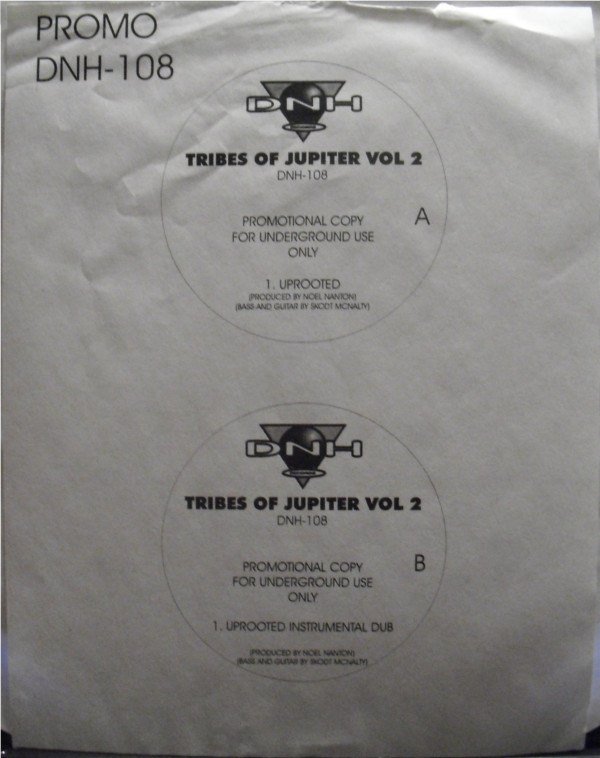 PROMO
DNH-108
DNH
TRIBES OF JUPITER VOL 2
DNH-108
PROMOTIONAL COPY
FOR UNDERGROUND USE
ONLY
A
1. UPROOTED
(PRODUCED BY NOEL NANTON)
(BASS AND GUITAR BY SKODT MCNALTY)
DNH
TRIBES OF JUPITER VOL 2
DNH-108
PROMOTIONAL COPY
FOR UNDERGROUND USE
ONLY
B
1. UPROOTED INSTRUMENTAL DUB
(PRODUCED BY NOEL NANTON)
(BASS AND GUITAR BY SKODT MCNALTY)